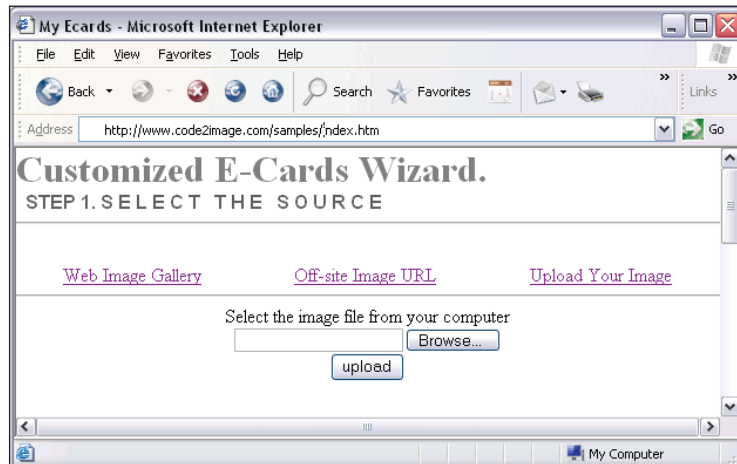 My Ecards - Microsoft Internet Explorer
File Edit View Favorites Tools Help
Back Search Favorites » Links »
Address http://www.code2image.com/samples/index.htm Go
Customized E-Cards Wizard.
STEP 1. SELECT THE SOURCE
Web Image Gallery Off-site Image URL Upload Your Image
Select the image file from your computer
Browse...
upload
My Computer